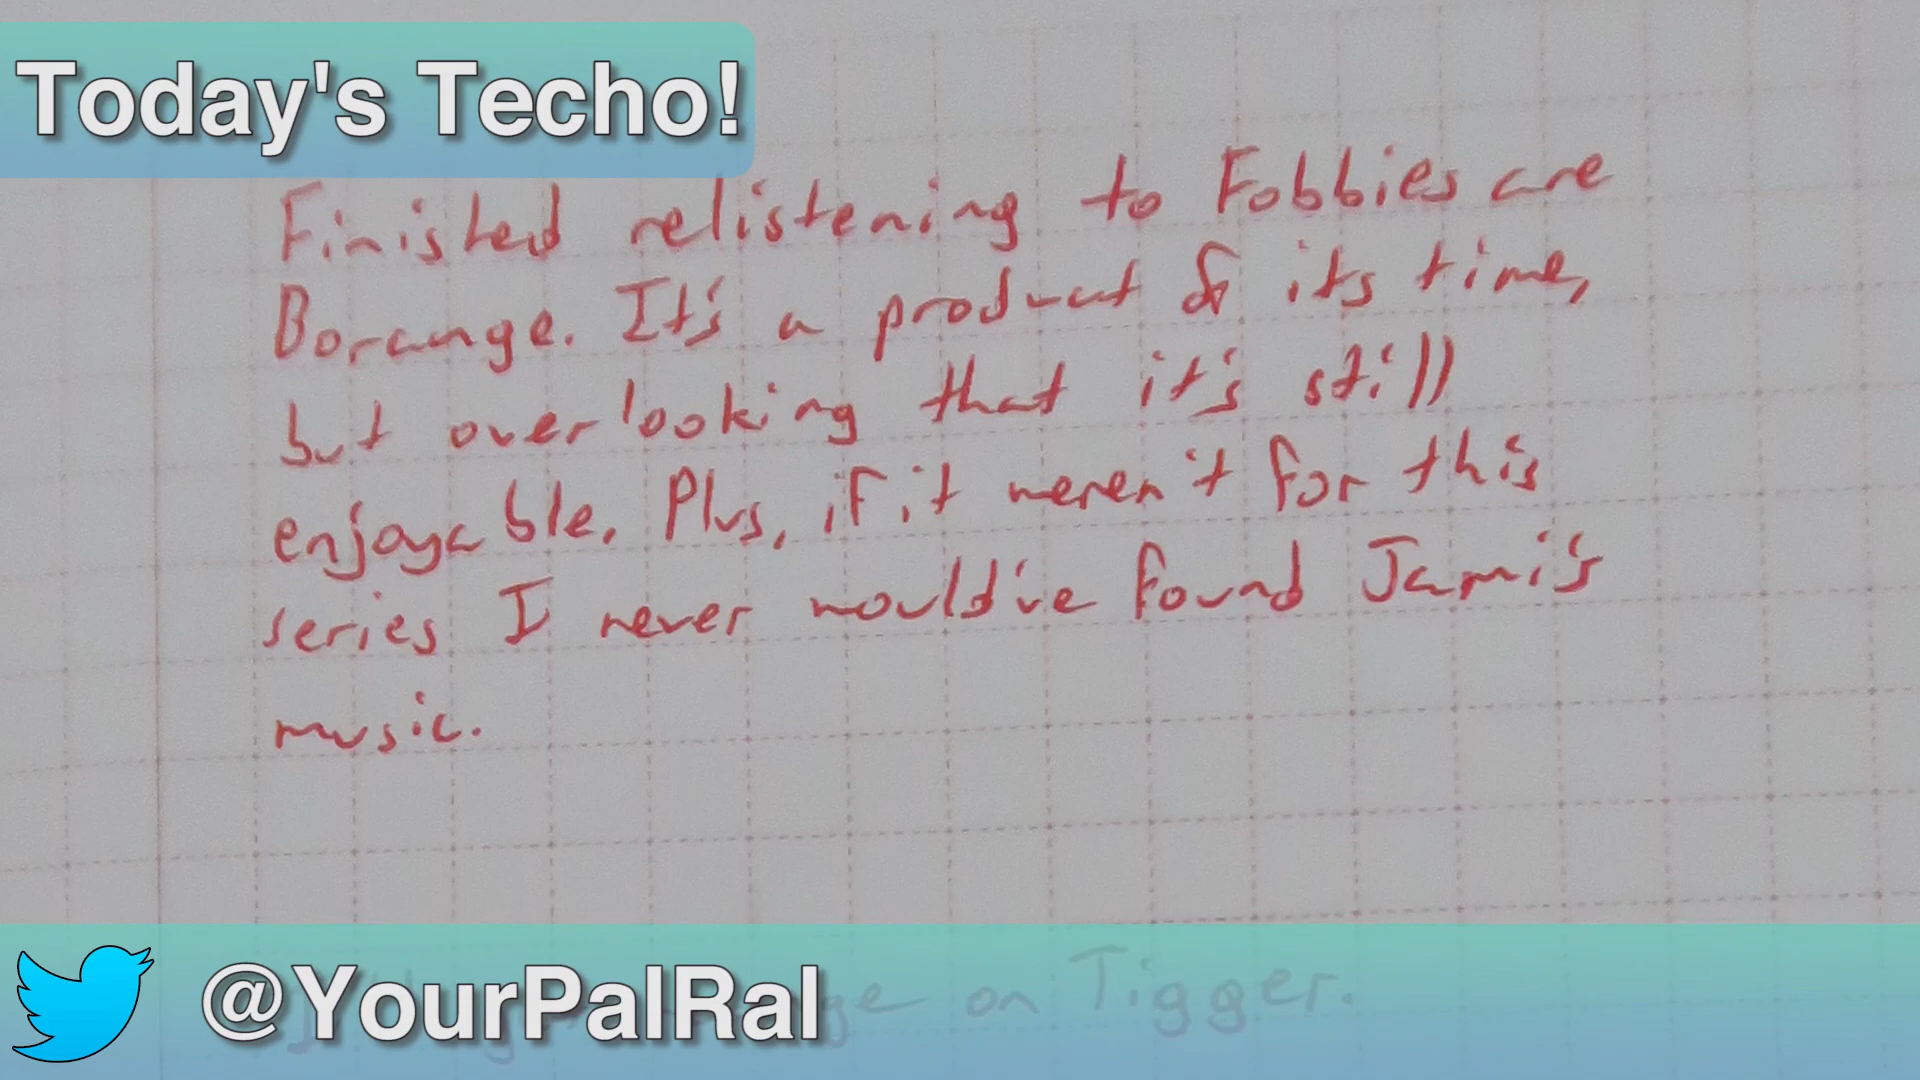 Today's Techo!
Finished relistening to Fobbies are
Borange. It's a product of its time,
but overlooking that it's still
enjoyable. Plus, if it weren't for this
series I never would've found Jami's
music.
@YourPalRal
on Tigger.